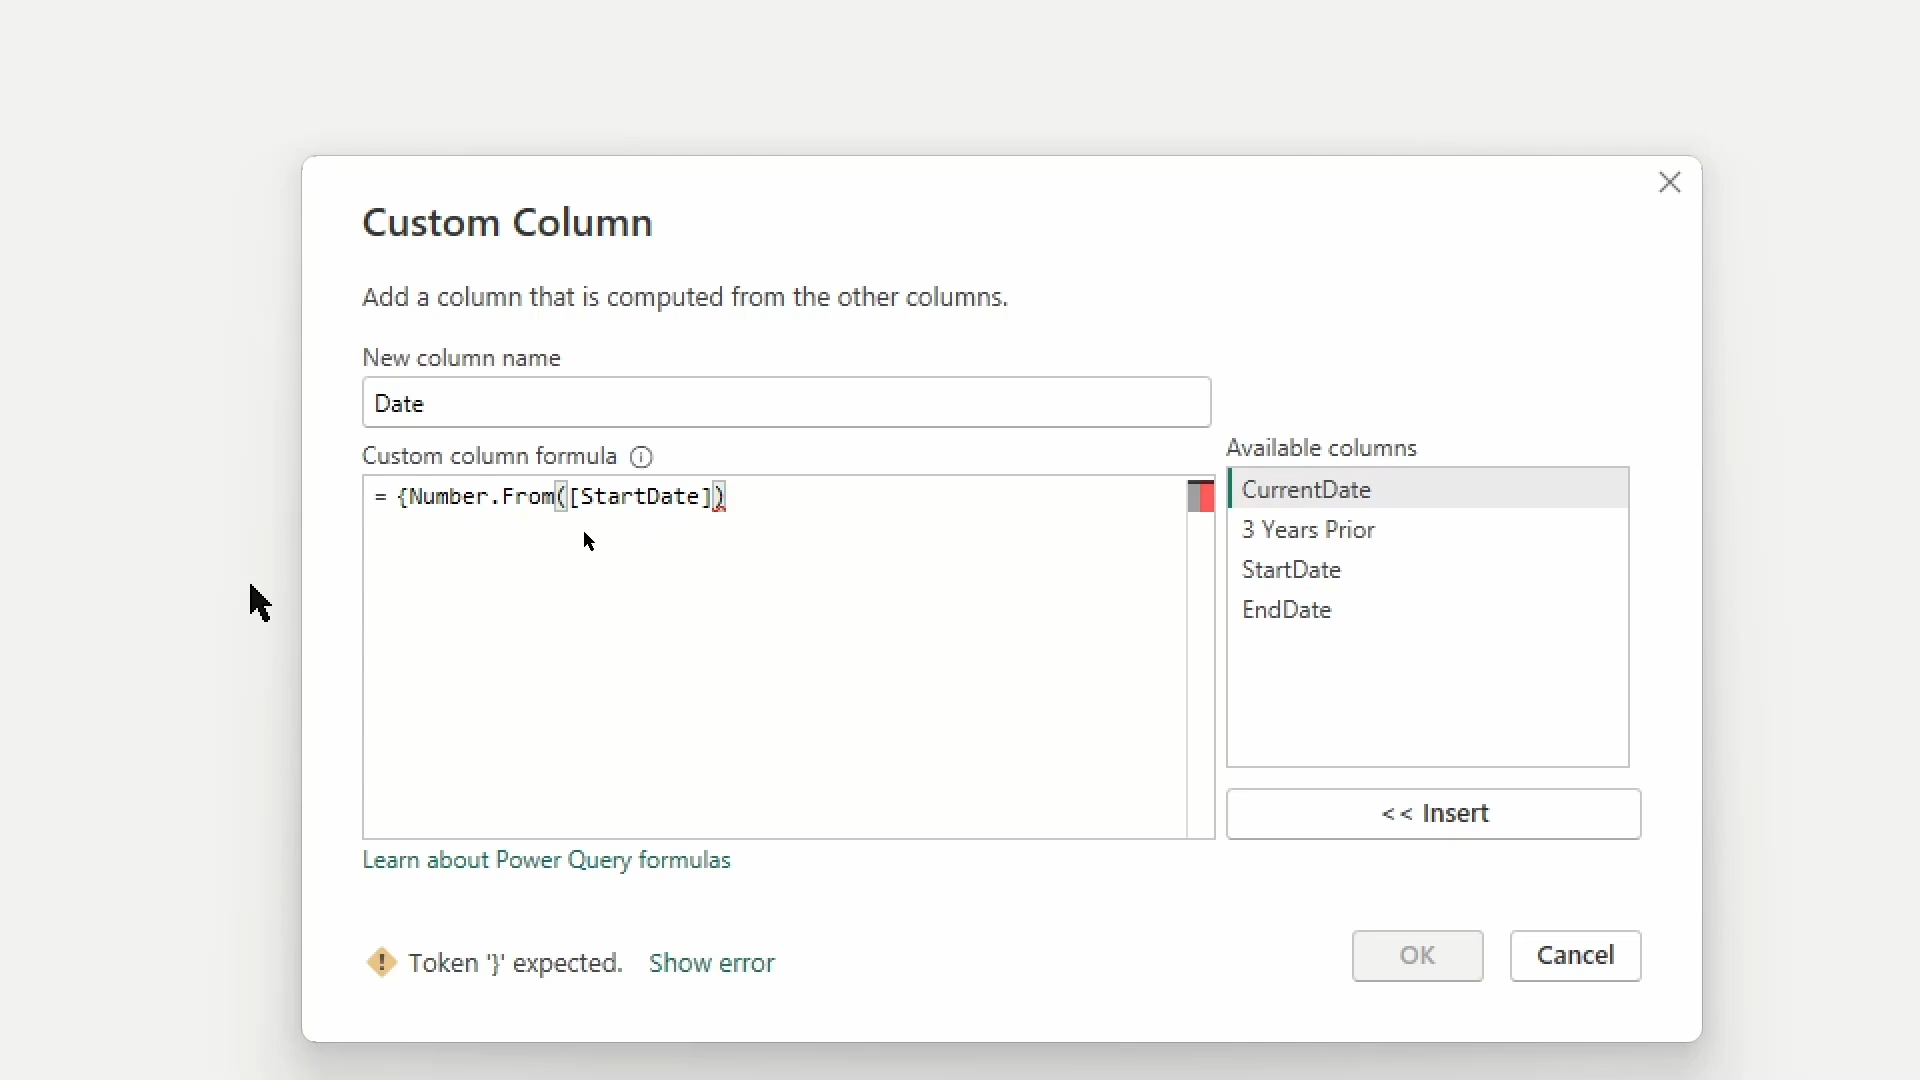 Custom Column
Add a column that is computed from the other columns.
New column name
Date
Custom column formula
= {Number.From([StartDate])
Available columns
CurrentDate
3 Years Prior
StartDate
EndDate
<< Insert
Learn about Power Query formulas
Token '}' expected. Show error
OK
Cancel